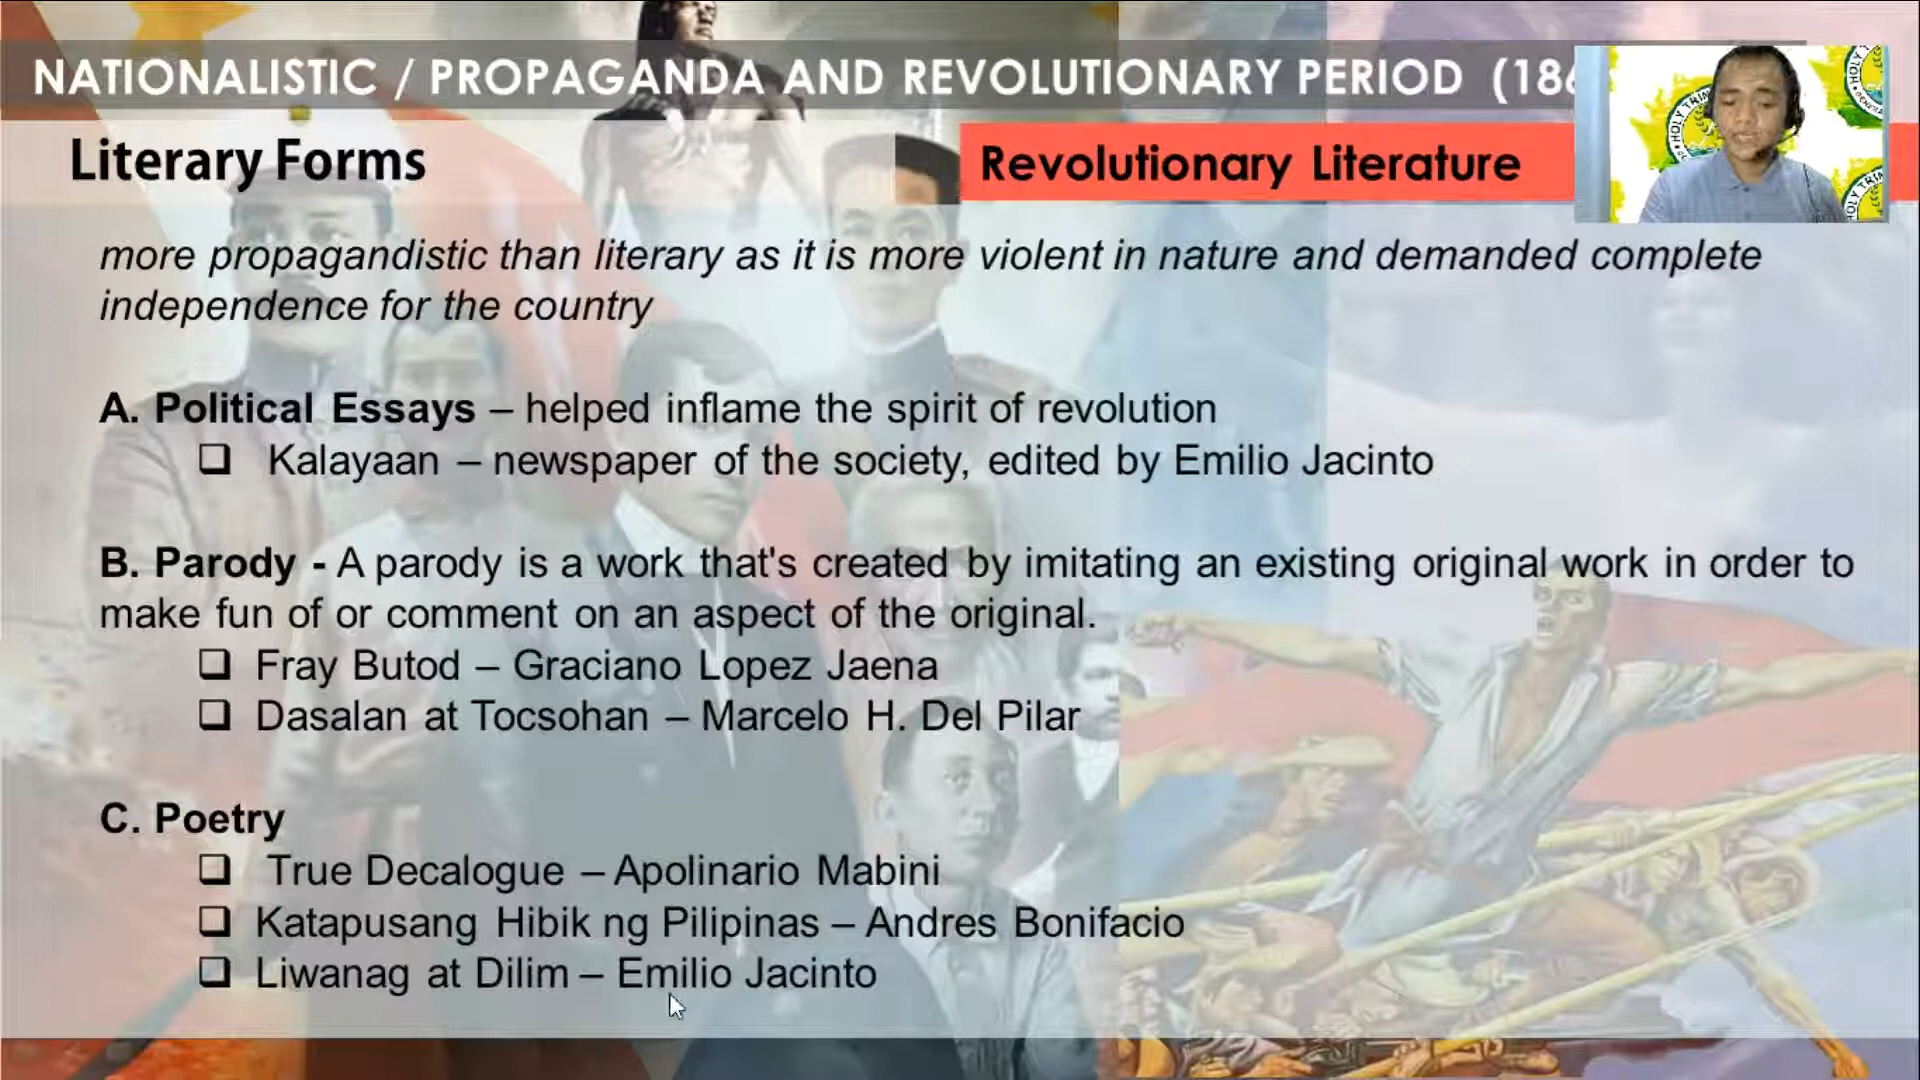 NATIONALISTIC / PROPAGANDA AND REVOLUTIONARY PERIOD (186
Literary Forms
Revolutionary Literature
more propagandistic than literary as it is more violent in nature and demanded complete
independence for the country
A. Political Essays – helped inflame the spirit of revolution
❑ Kalayaan – newspaper of the society, edited by Emilio Jacinto
B. Parody - A parody is a work that's created by imitating an existing original work in order to
make fun of or comment on an aspect of the original.
❑ Fray Butod – Graciano Lopez Jaena
❑ Dasalan at Tocsohan – Marcelo H. Del Pilar
C. Poetry
❑ True Decalogue – Apolinario Mabini
❑ Katapusang Hibik ng Pilipinas – Andres Bonifacio
❑ Liwanag at Dilim – Emilio Jacinto